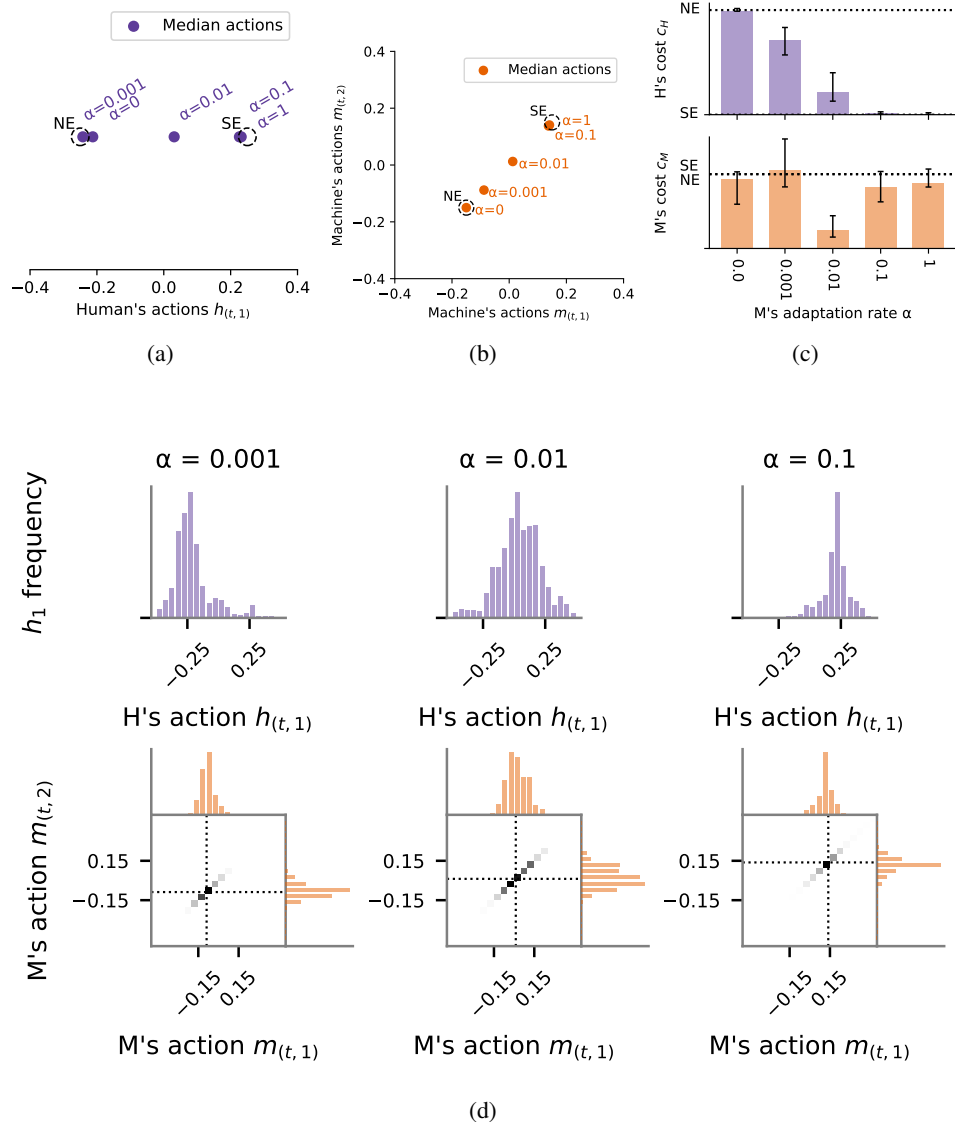 Median actions
α=0.001
α=0
α=0.01
α=0.1
α=1
NE
SE
−0.4
−0.2
0.0
0.2
0.4
Human's actions h(t, 1)
(a)
0.4
0.2
0.0
−0.2
−0.4
Machine's actions m(t, 2)
Median actions
SE
α=1
α=0.1
α=0.01
α=0.001
NE
α=0
−0.4
−0.2
0.0
0.2
0.4
Machine's actions m(t, 1)
(b)
NE
SE
H's cost cH
SE
NE
M's cost cM
0.0
0.001
0.01
0.1
1
M's adaptation rate α
(c)
α = 0.001
α = 0.01
α = 0.1
h1 frequency
−0.25
0.25
−0.25
0.25
−0.25
0.25
H's action h(t, 1)
H's action h(t, 1)
H's action h(t, 1)
M's action m(t, 2)
0.15
−0.15
0.15
−0.15
0.15
−0.15
−0.15
0.15
−0.15
0.15
−0.15
0.15
M's action m(t, 1)
M's action m(t, 1)
M's action m(t, 1)
(d)